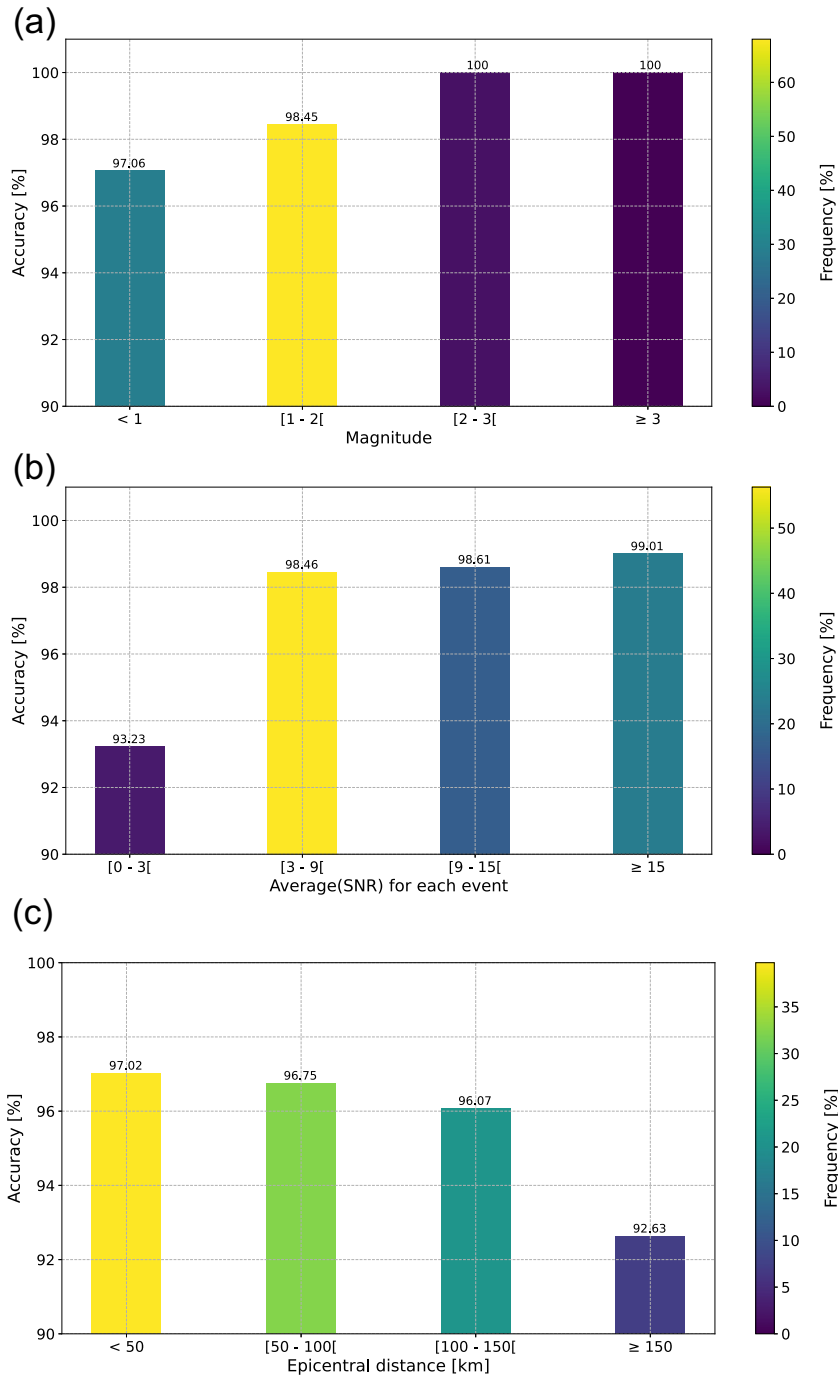 (a)
100
98
96
94
92
90
Accuracy [%]
97.06
98.45
100
100
< 1
[1 - 2[
[2 - 3[
≥ 3
Magnitude
60
50
40
30
20
10
0
Frequency [%]
(b)
100
98
96
94
92
90
Accuracy [%]
93.23
98.46
98.61
99.01
[0 - 3[
[3 - 9[
[9 - 15[
≥ 15
Average(SNR) for each event
50
40
30
20
10
0
Frequency [%]
(c)
100
98
96
94
92
90
Accuracy [%]
97.02
96.75
96.07
92.63
< 50
[50 - 100[
[100 - 150[
≥ 150
Epicentral distance [km]
35
30
25
20
15
10
5
0
Frequency [%]